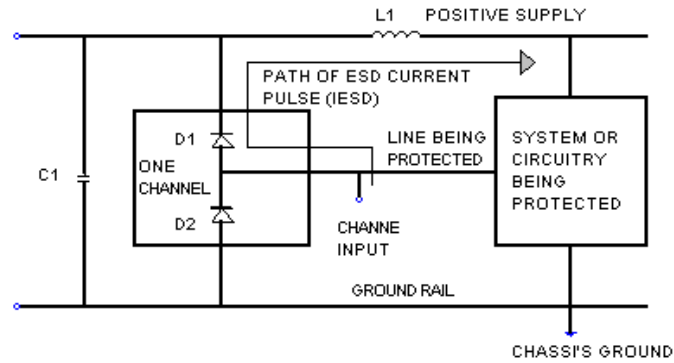 L1 POSITIVE SUPPLY
PATH OF ESD CURRENT
PULSE (IESD)
D1
LINE BEING
PROTECTED
SYSTEM OR
CIRCUITRY
BEING
PROTECTED
C1
ONE
CHANNEL
D2
CHANNE
INPUT
GROUND RAIL
CHASSI'S GROUND